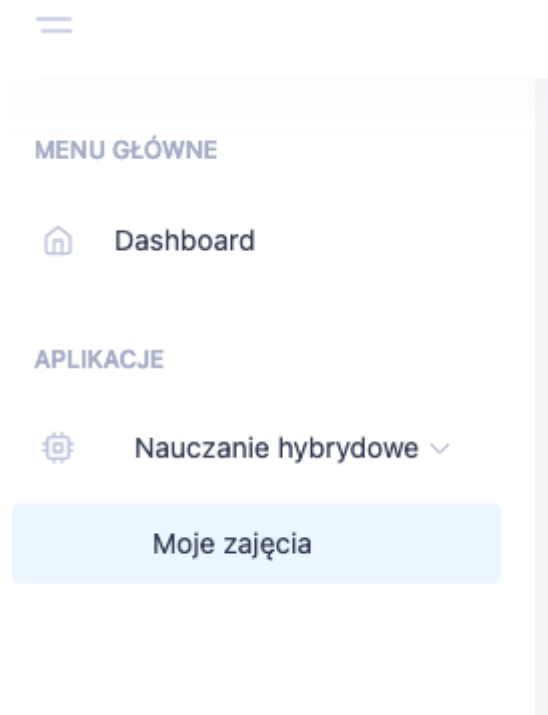 MENU GŁÓWNE
Dashboard
APLIKACJE
Nauczanie hybrydowe
Moje zajęcia